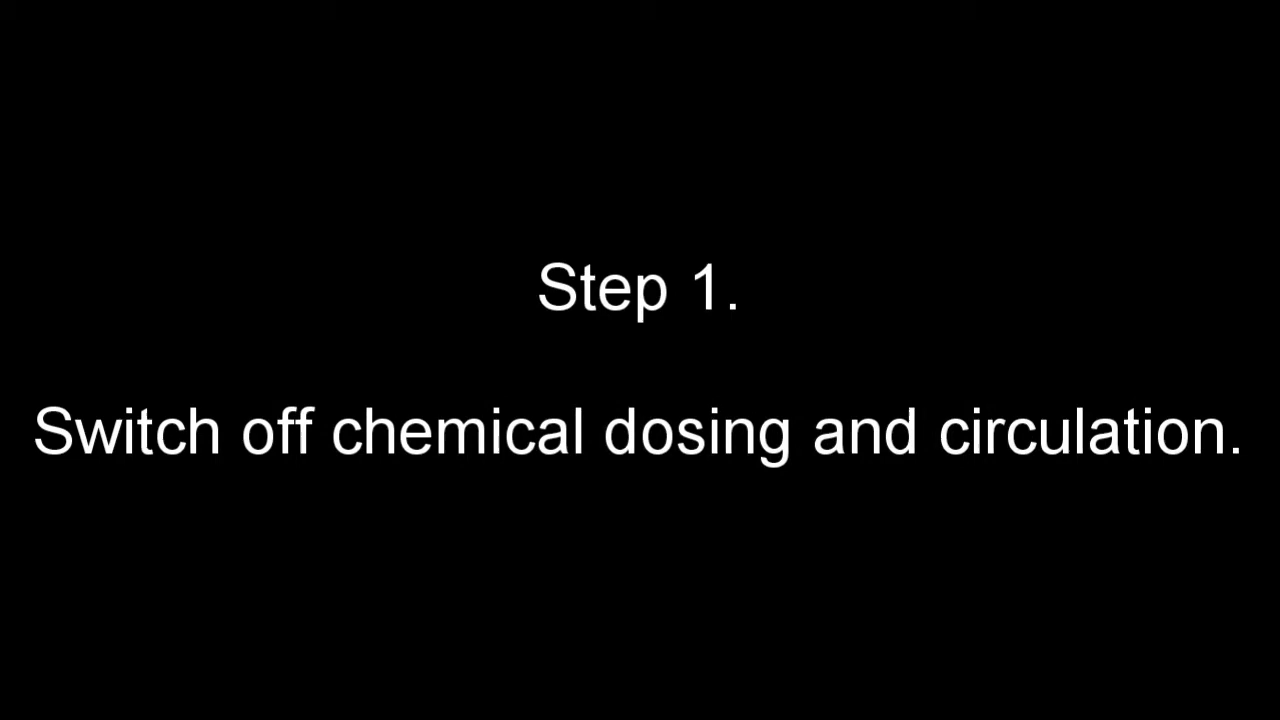 Step 1.
Switch off chemical dosing and circulation.